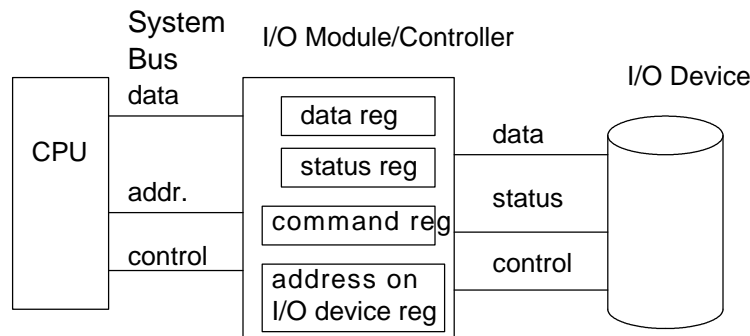 System
Bus
I/O Module/Controller
I/O Device
data
CPU
addr.
control
data reg
status reg
command reg
address on
I/O device reg
data
status
control